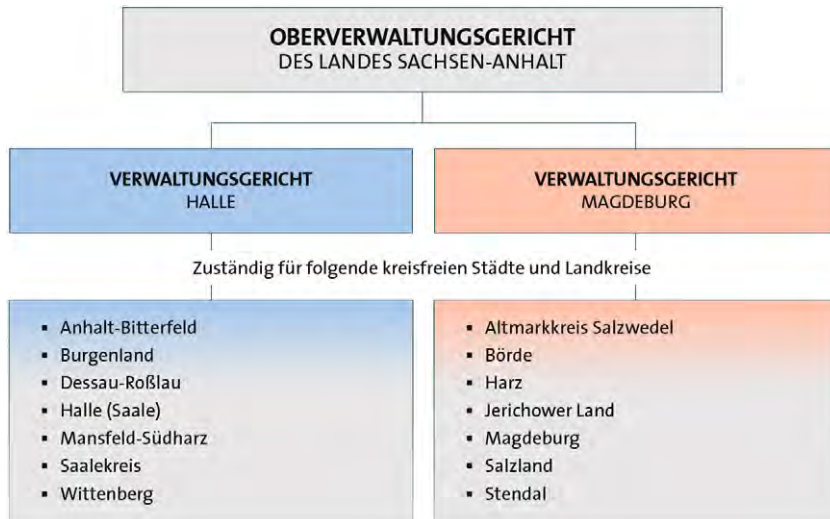 OBERVERWALTUNGSGERICHT
DES LANDES SACHSEN-ANHALT
VERWALTUNGSGERICHT
HALLE
VERWALTUNGSGERICHT
MAGDEBURG
Zuständig für folgende kreisfreien Städte und Landkreise
▪ Anhalt-Bitterfeld
▪ Burgenland
▪ Dessau-Roßlau
▪ Halle (Saale)
▪ Mansfeld-Südharz
▪ Saalekreis
▪ Wittenberg
▪ Altmarkkreis Salzwedel
▪ Börde
▪ Harz
▪ Jerichower Land
▪ Magdeburg
▪ Salzland
▪ Stendal